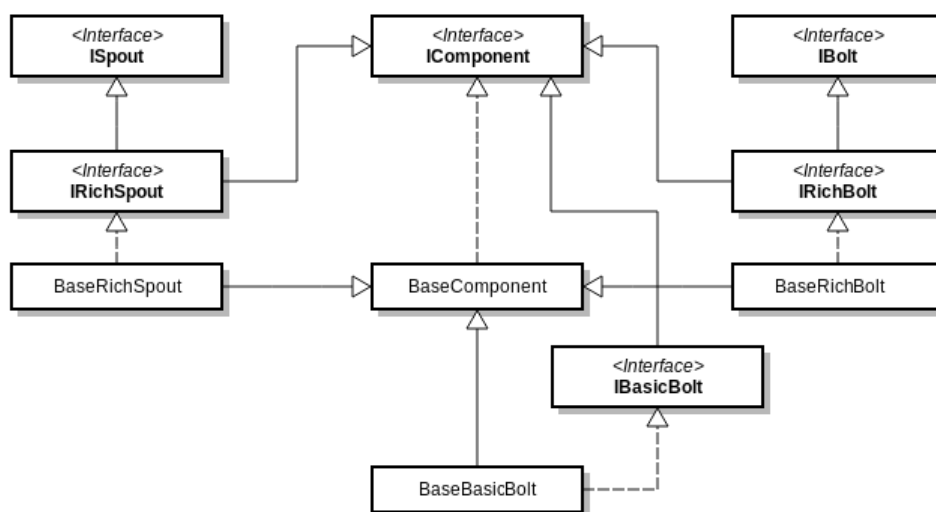 <Interface>
ISpout
<Interface>
IComponent
<Interface>
IBolt
<Interface>
IRichSpout
<Interface>
IRichBolt
BaseRichSpout
BaseComponent
BaseRichBolt
<Interface>
IBasicBolt
BaseBasicBolt